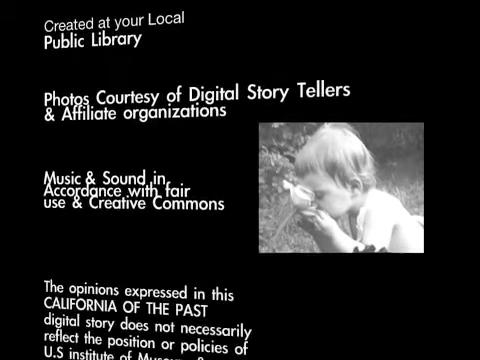 Created at your Local
Public Library
Photos Courtesy of Digital Story Tellers
& Affiliate organizations
Music & Sound in
Accordance with fair
use & Creative Commons
The opinions expressed in this
CALIFORNIA OF THE PAST
digital story does not necessarily
reflect the position or policies of
U.S institute of